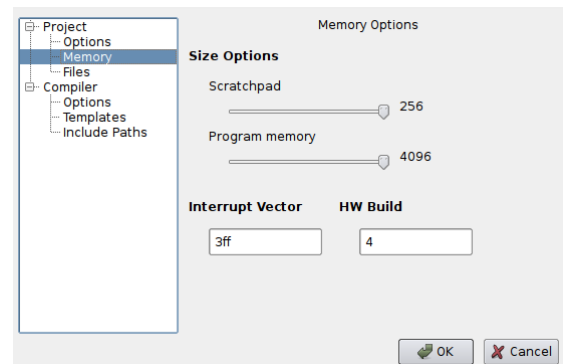 Project
Options
Memory
Files
Compiler
Options
Templates
Include Paths
Memory Options
Size Options
Scratchpad
256
Program memory
4096
Interrupt Vector HW Build
3ff 4
OK Cancel